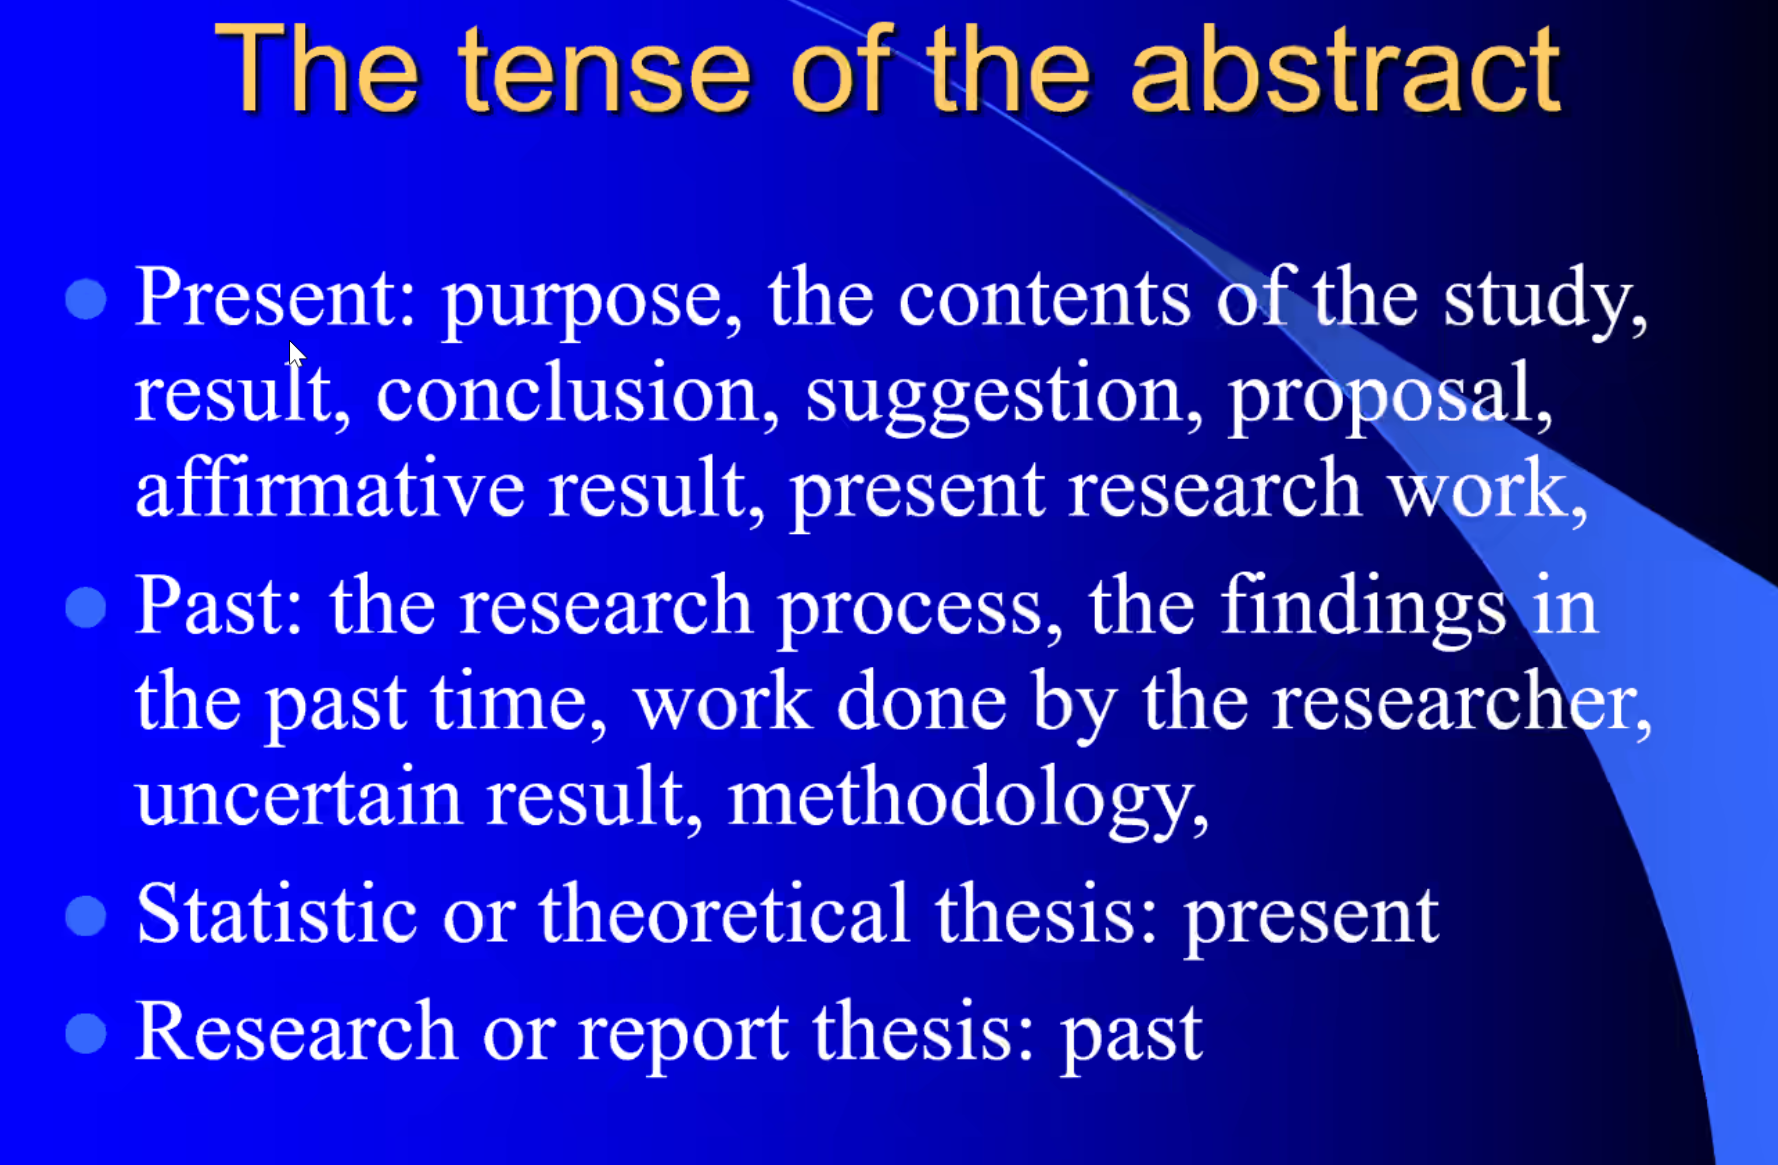 The tense of the abstract
Present: purpose, the contents of the study,
result, conclusion, suggestion, proposal,
affirmative result, present research work,
Past: the research process, the findings in
the past time, work done by the researcher,
uncertain result, methodology,
Statistic or theoretical thesis: present
Research or report thesis: past